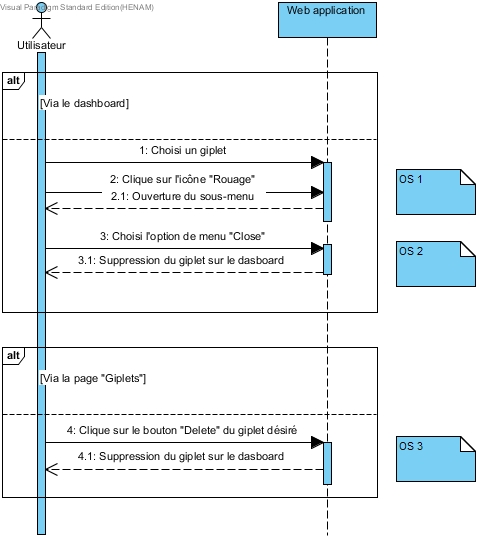 Visual Paradigm Standard Edition(HENAM)
Utilisateur
Web application
alt
[Via le dashboard]
1: Choisi un giplet
2: Clique sur l'icône "Rouage"
2.1: Ouverture du sous-menu
OS 1
3: Choisi l'option de menu "Close"
3.1: Suppression du giplet sur le dasboard
OS 2
alt
[Via la page "Giplets"]
4: Clique sur le bouton "Delete" du giplet désiré
4.1: Suppression du giplet sur le dasboard
OS 3